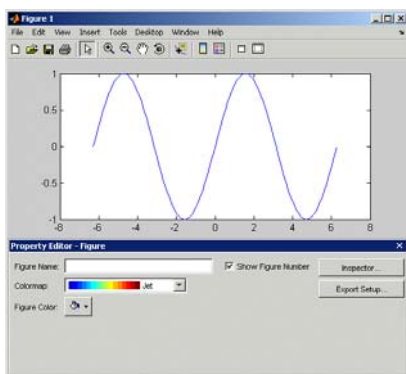 Figure 1
File Edit View Insert Tools Desktop Window Help
1
0.5
0
-0.5
-1
-8 -6 -4 -2 0 2 4 6 8
Property Editor - Figure
Figure Name: Show Figure Number Inspector...
Colormap: Jet Export Setup...
Figure Color: